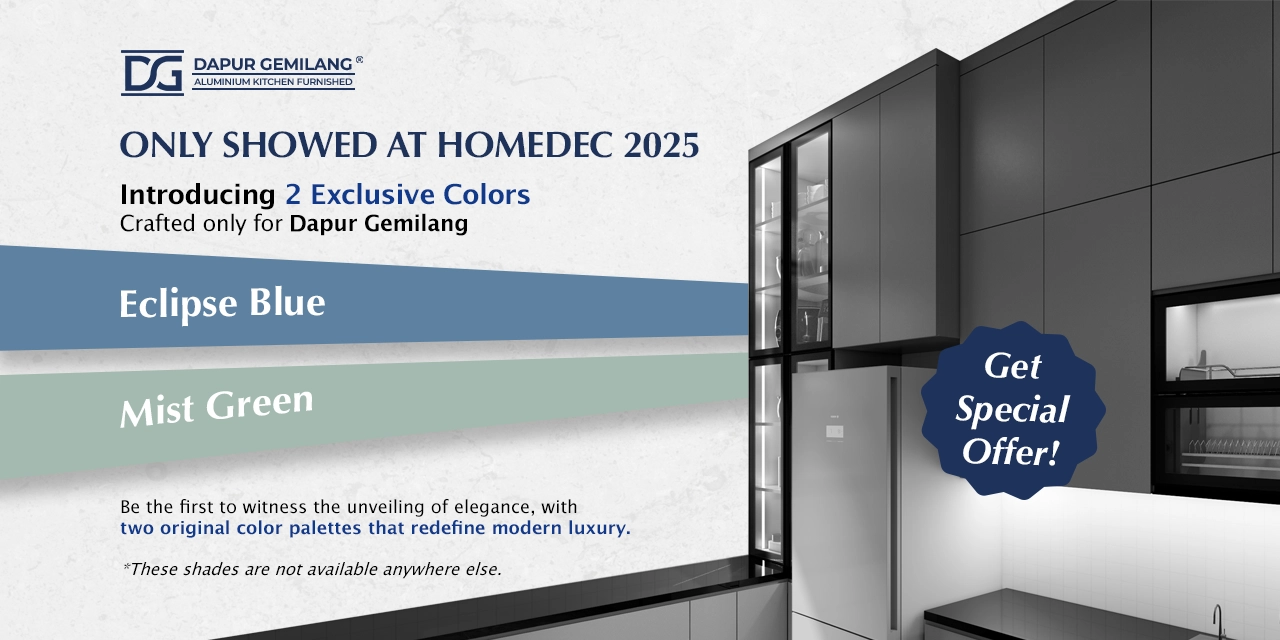 DG DAPUR GEMILANG®
ALUMINIUM KITCHEN FURNISHED
ONLY SHOWED AT HOMEDEC 2025
Introducing 2 Exclusive Colors
Crafted only for Dapur Gemilang
Eclipse Blue
Mist Green
Get
Special
Offer!
Be the first to witness the unveiling of elegance, with
two original color palettes that redefine modern luxury.
*These shades are not available anywhere else.